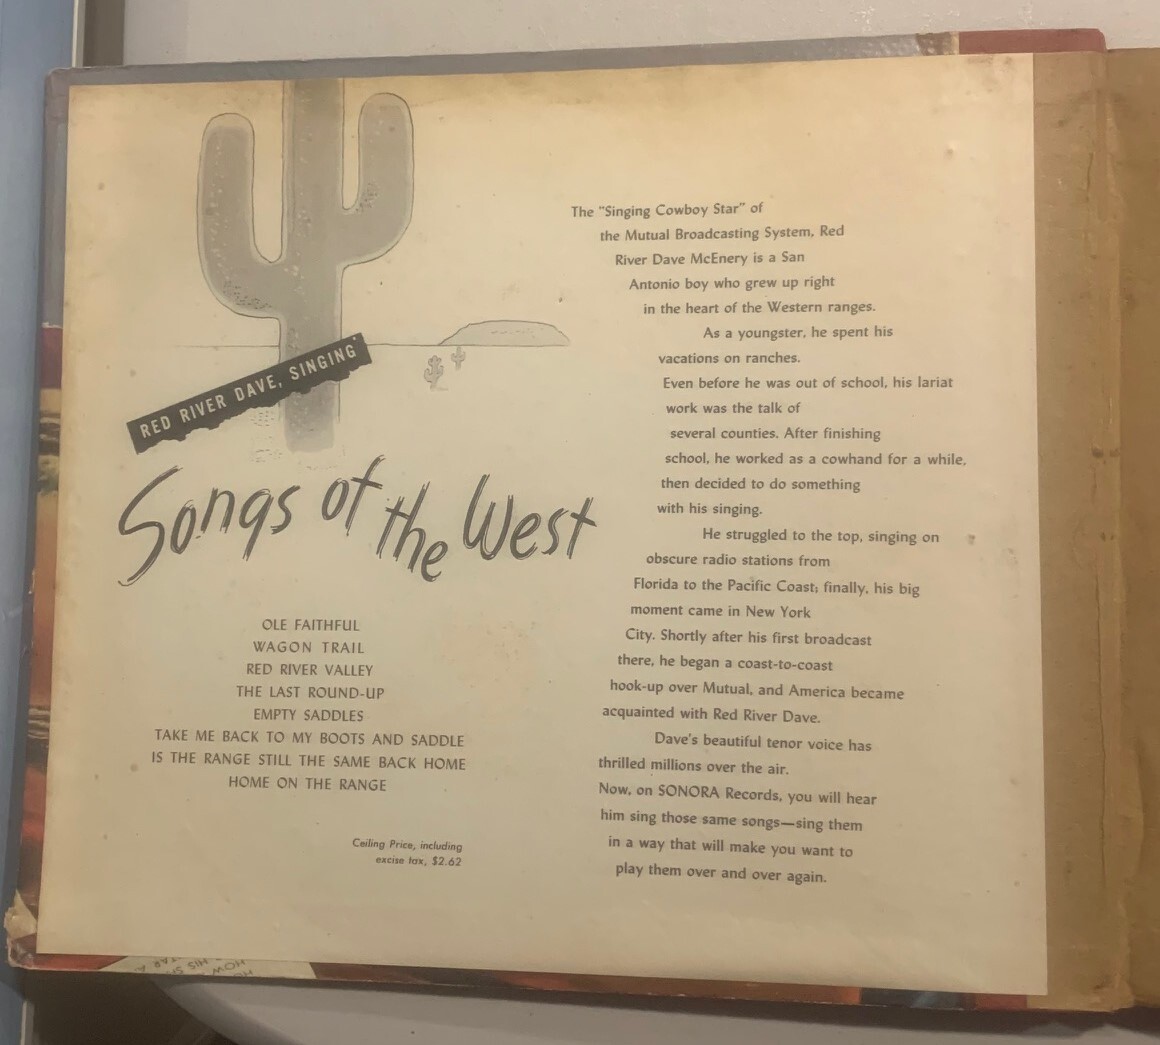 RED RIVER DAVE, SINGING
Songs of the West
OLE FAITHFUL
WAGON TRAIL
RED RIVER VALLEY
THE LAST ROUND-UP
EMPTY SADDLES
TAKE ME BACK TO MY BOOTS AND SADDLE
IS THE RANGE STILL THE SAME BACK HOME
HOME ON THE RANGE
Ceiling Price, including
excise tax, $2.62
The "Singing Cowboy Star" of
the Mutual Broadcasting System, Red
River Dave McEnery is a San
Antonio boy who grew up right
in the heart of the Western ranges.
As a youngster, he spent his
vacations on ranches.
Even before he was out of school, his lariat
work was the talk of
several counties. After finishing
school, he worked as a cowhand for a while,
then decided to do something
with his singing.
He struggled to the top, singing on
obscure radio stations from
Florida to the Pacific Coast; finally, his big
moment came in New York
City. Shortly after his first broadcast
there, he began a coast-to-coast
hook-up over Mutual, and America became
acquainted with Red River Dave.
Dave's beautiful tenor voice has
thrilled millions over the air.
Now, on SONORA Records, you will hear
him sing those same songs—sing them
in a way that will make you want to
play them over and over again.
HOW
HIS